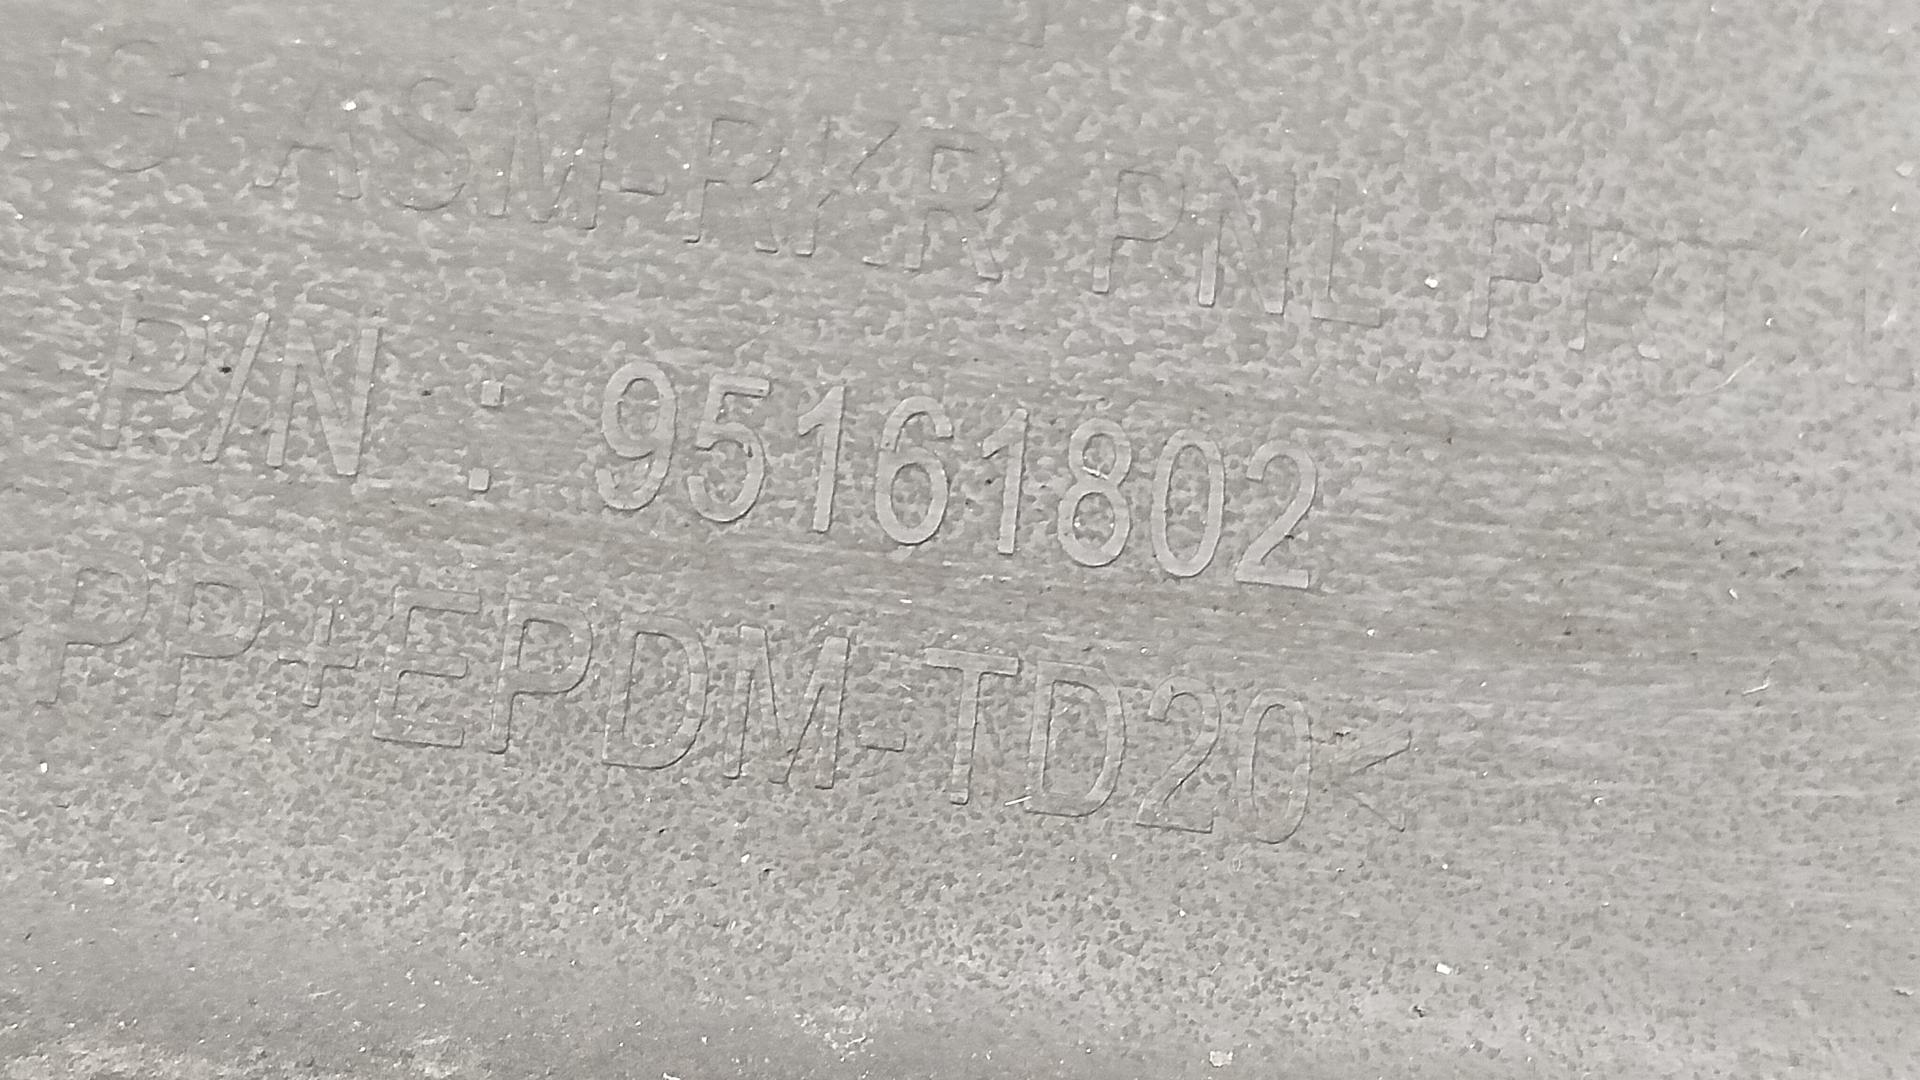 G ASM-RKR PNL FRT
P/N : 95161802
PP+EPDM-TD20<